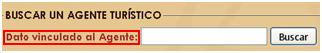 BUSCAR UN AGENTE TURÍSTICO
Dato vinculado al Agente: Buscar